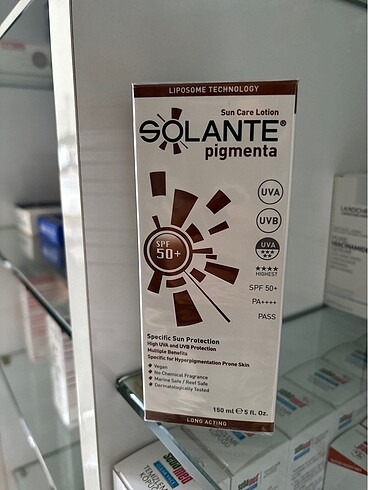 LIPOSOME TECHNOLOGY
Sun Care Lotion
SOLANTE®
pigmenta
UVA
UVB
SPF
50+
UVA
HIGHEST
SPF 50+
PA++++
PASS
Specific Sun Protection
High UVA and UVB Protection
Multiple Benefits
Specific for Hyperpigmentation Prone Skin
Vegan
No Chemical Fragrance
Marine Safe / Reef Safe
Dermatologically Tested
150 ml ℮ 5 fl. Oz.
LONG ACTING
sebamed